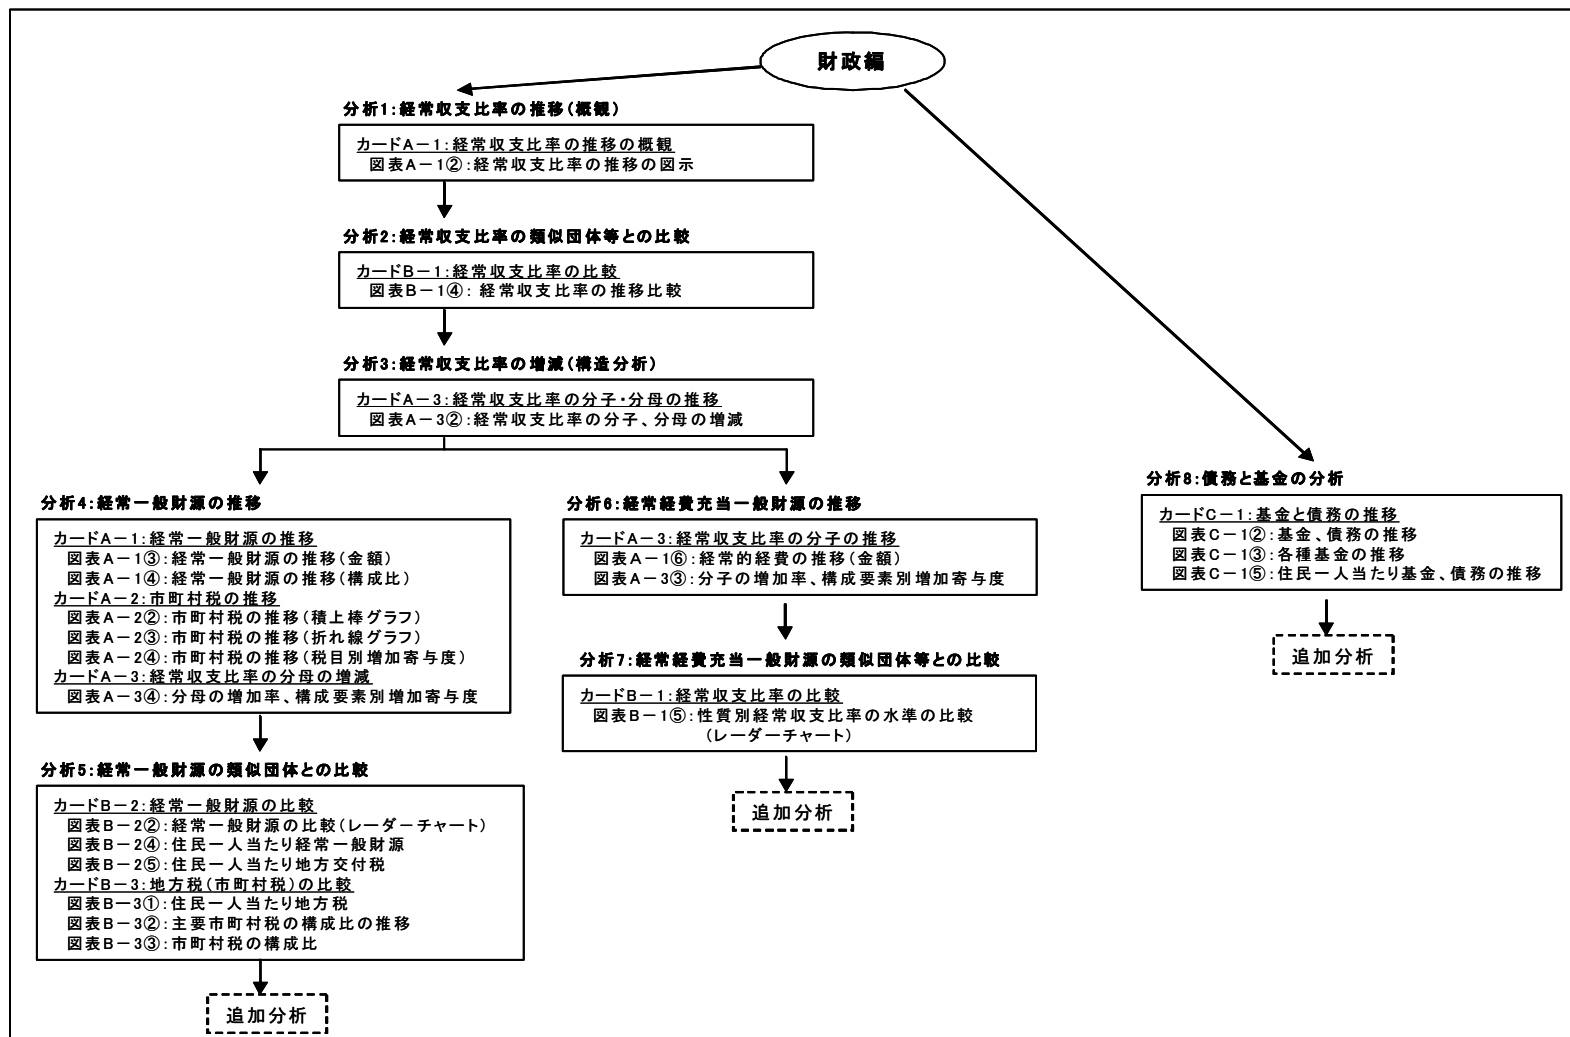 財政編
分析1:経常収支比率の推移(概観)
カードA－1:経常収支比率の推移の概観
図表A－1②:経常収支比率の推移の図示
分析2:経常収支比率の類似団体等との比較
カードB－1:経常収支比率の比較
図表B－1④: 経常収支比率の推移比較
分析3:経常収支比率の増減(構造分析)
カードA－3:経常収支比率の分子・分母の推移
図表A－3②:経常収支比率の分子、分母の増減
分析4:経常一般財源の推移
カードA－1:経常一般財源の推移
図表A－1③:経常一般財源の推移(金額)
図表A－1④:経常一般財源の推移(構成比)
カードA－2:市町村税の推移
図表A－2②:市町村税の推移(積上棒グラフ)
図表A－2③:市町村税の推移(折れ線グラフ)
図表A－2④:市町村税の推移(税目別増加寄与度)
カードA－3:経常収支比率の分母の増減
図表A－3④:分母の増加率、構成要素別増加寄与度
分析5:経常一般財源の類似団体との比較
カードB－2:経常一般財源の比較
図表B－2②:経常一般財源の比較(レーダーチャート)
図表B－2④:住民一人当たり経常一般財源
図表B－2⑤:住民一人当たり地方交付税
カードB－3:地方税(市町村税)の比較
図表B－3①:住民一人当たり地方税
図表B－3②:主要市町村税の構成比の推移
図表B－3③:市町村税の構成比
追加分析
分析6:経常経費充当一般財源の推移
カードA－3:経常収支比率の分子の推移
図表A－1⑥:経常的経費の推移(金額)
図表A－3③:分子の増加率、構成要素別増加寄与度
分析7:経常経費充当一般財源の類似団体等との比較
カードB－1:経常収支比率の比較
図表B－1⑤:性質別経常収支比率の水準の比較
(レーダーチャート)
追加分析
分析8:債務と基金の分析
カードC－1:基金と債務の推移
図表C－1②:基金、債務の推移
図表C－1③:各種基金の推移
図表C－1⑤:住民一人当たり基金、債務の推移
追加分析